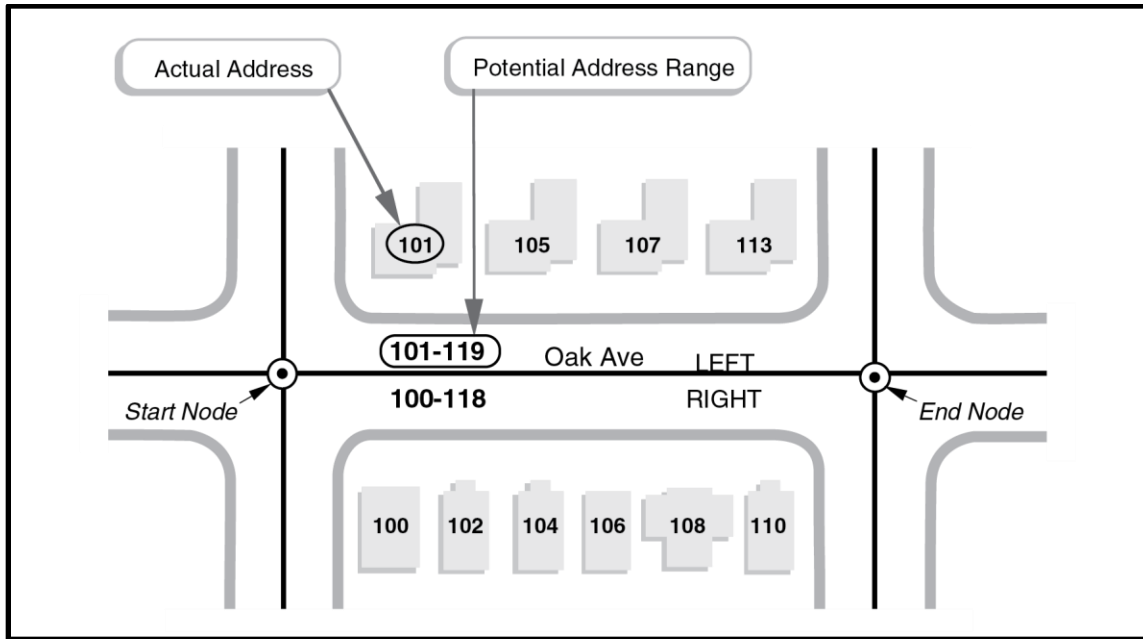 Actual Address
Potential Address Range
101
105
107
113
101-119
Oak Ave
LEFT
Start Node
100-118
RIGHT
End Node
100
102
104
106
108
110